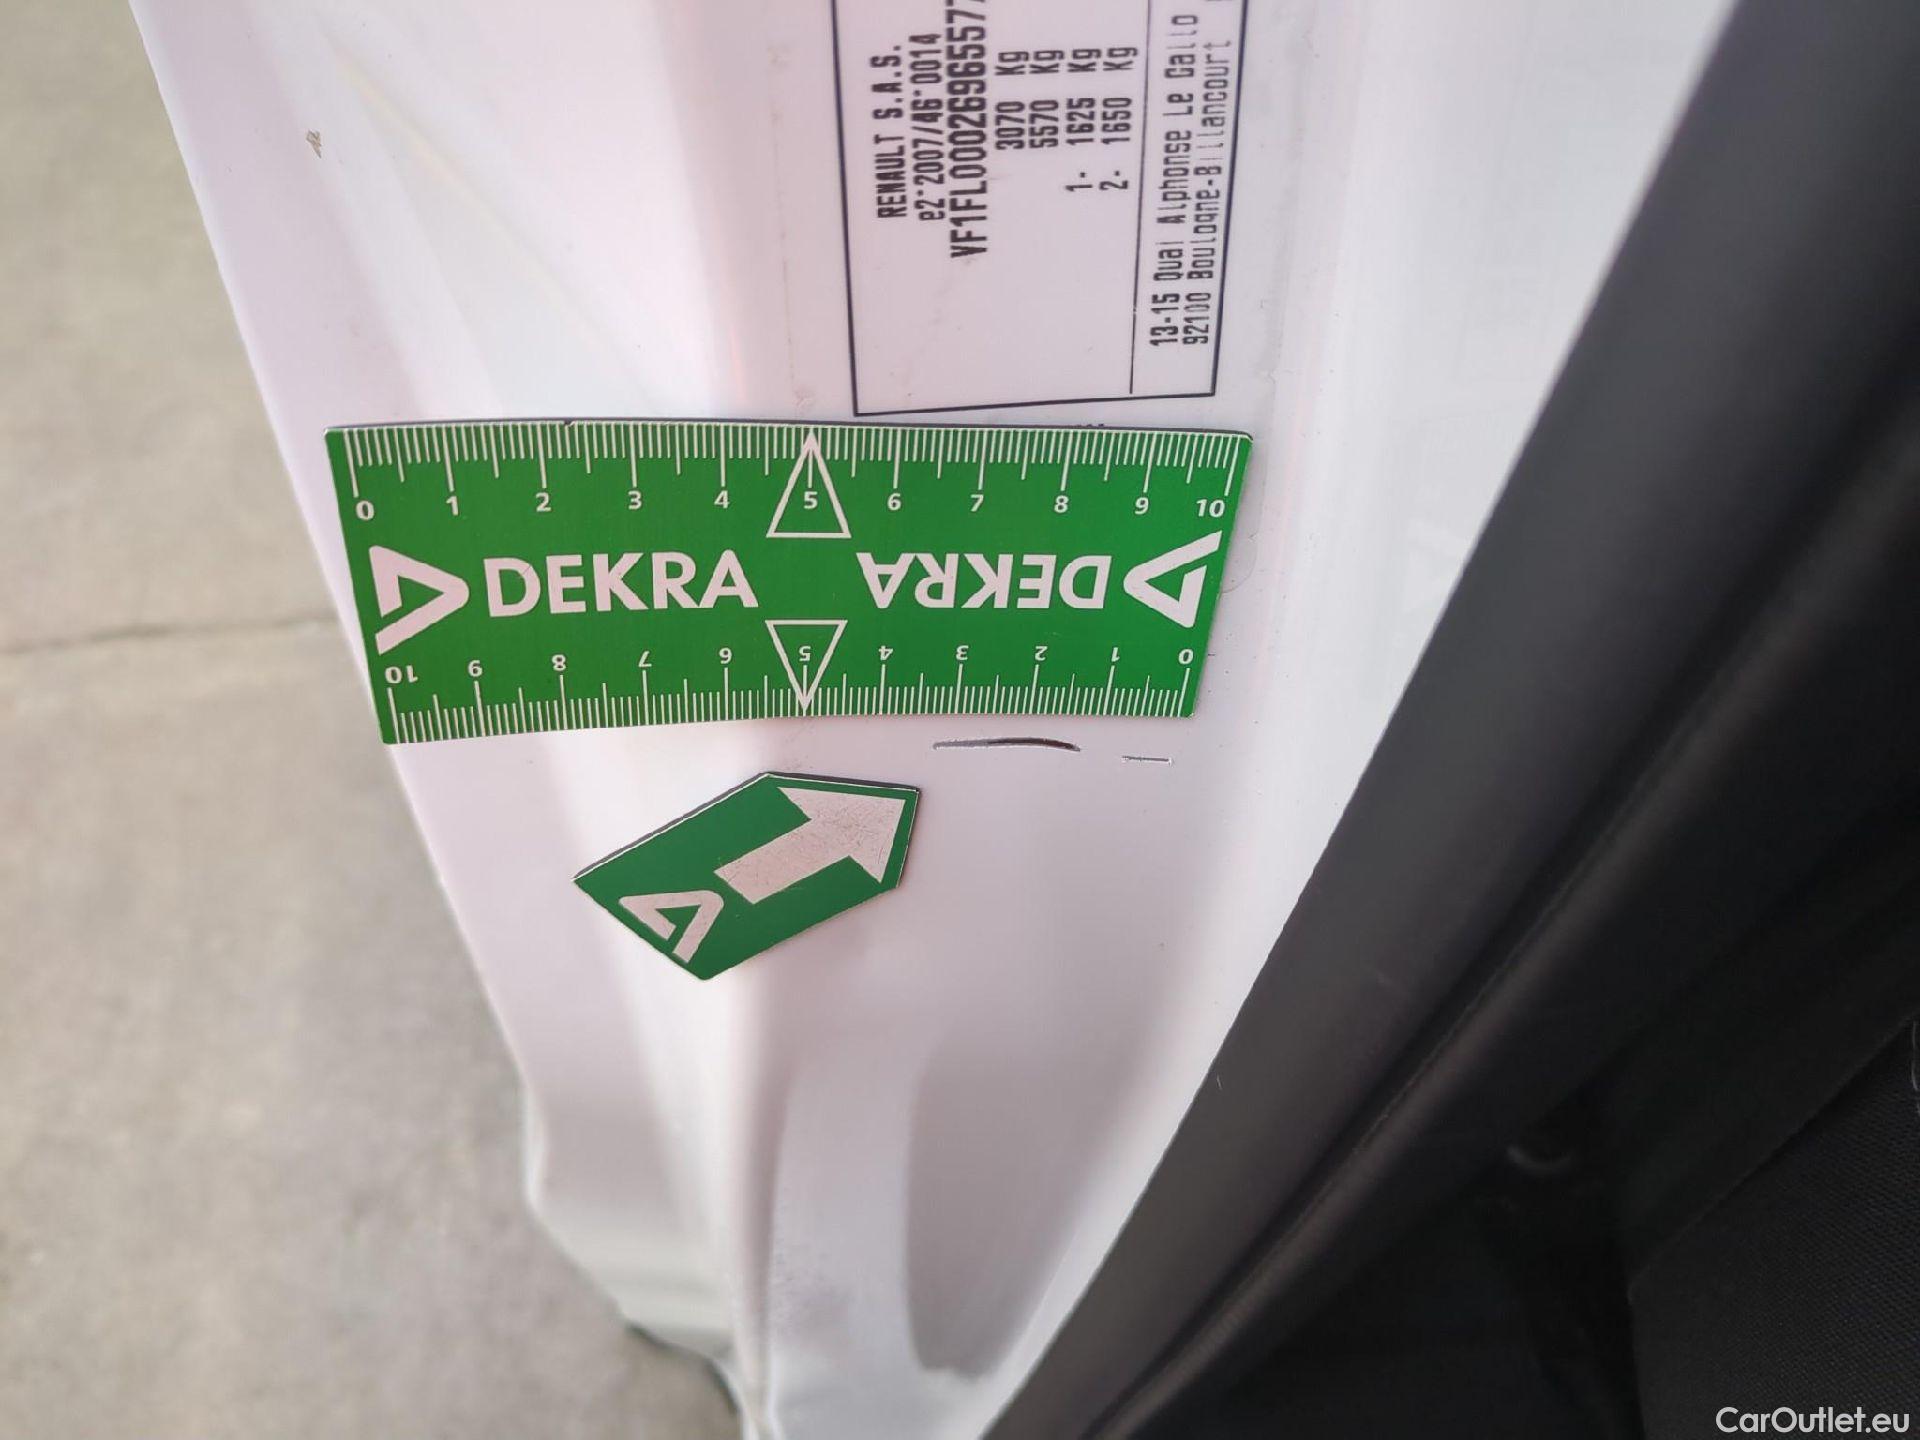 RENAULT S.A.S.
e2*2007/46*0014
VF1FL000269655
3070 Kg
5570 Kg
1- 1625 Kg
2- 1650 Kg
13-15 Quai Alphonse Le Gallo
92100 Boulogne-Billancourt
0 1 2 3 4 5 6 7 8 9 10
DEKRA DEKRA
10 9 8 7 6 5 4 3 2 1 0
CarOutlet.eu